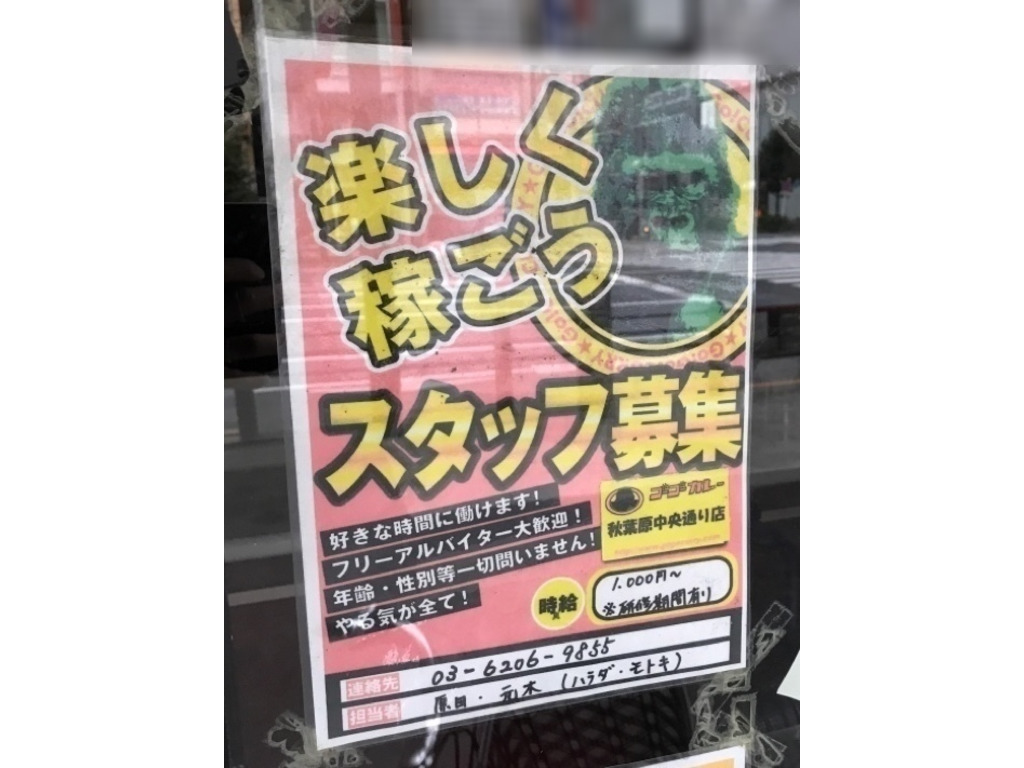 楽しく
稼ごう
スタッフ募集
好きな時間に働けます!
フリーアルバイター大歓迎!
年齢・性別等一切問いません!
やる気が全て!
ゴゴカレー
秋葉原中央通り店
時給
1.000円~
※研修期間有り
連絡先
03-6206-9855
担当者
原田・元木(ハラダ・モトキ)